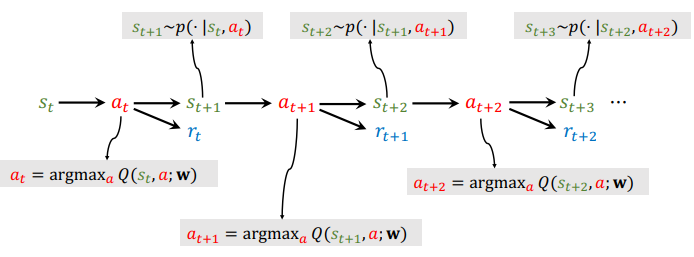 s_{t+1}~p(· |s_t, a_t) s_{t+2}~p(· |s_{t+1}, a_{t+1}) s_{t+3}~p(· |s_{t+2}, a_{t+2})
s_t a_t s_{t+1} a_{t+1} s_{t+2} a_{t+2} s_{t+3} ···
r_t r_{t+1} r_{t+2}
a_t = argmax_a Q(s_t, a; w) a_{t+2} = argmax_a Q(s_{t+2}, a; w)
a_{t+1} = argmax_a Q(s_{t+1}, a; w)